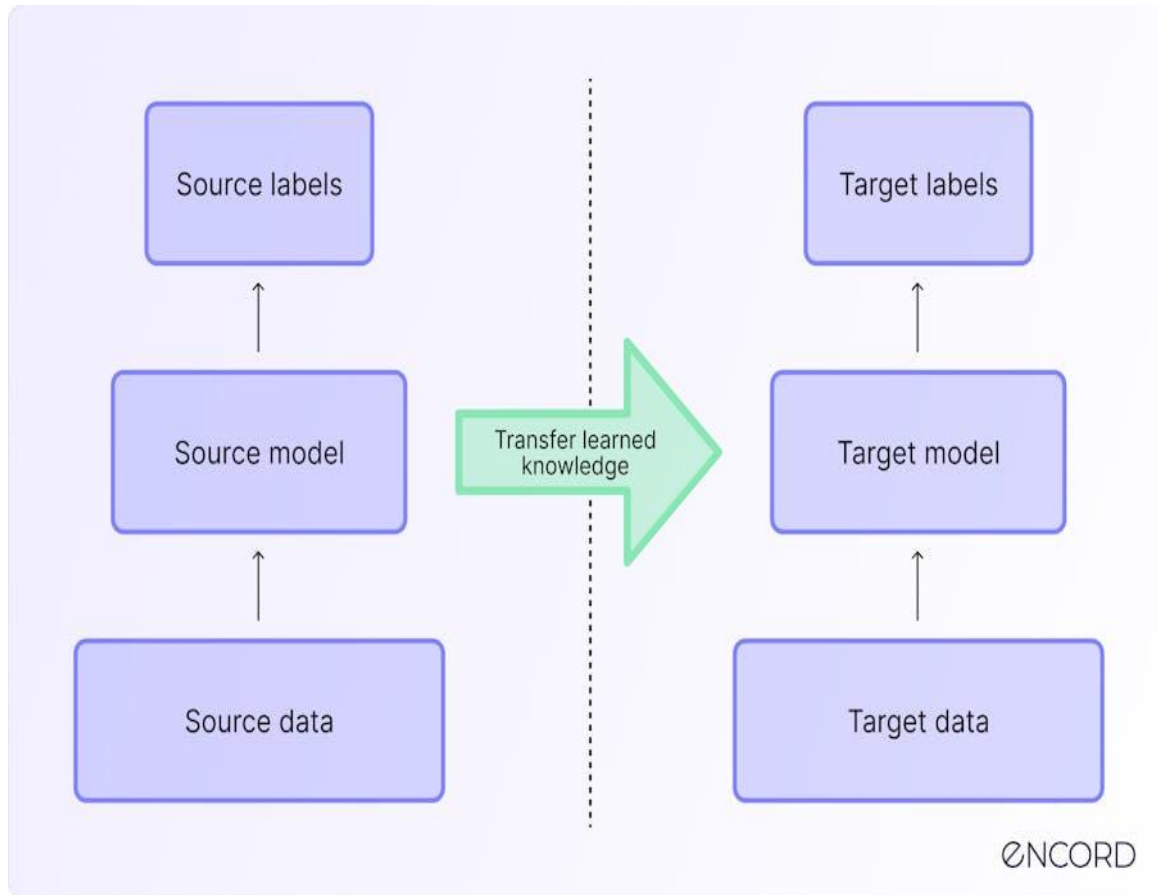 Source labels
Target labels
Source model
Transfer learned
knowledge
Target model
Source data
Target data
ENCORD